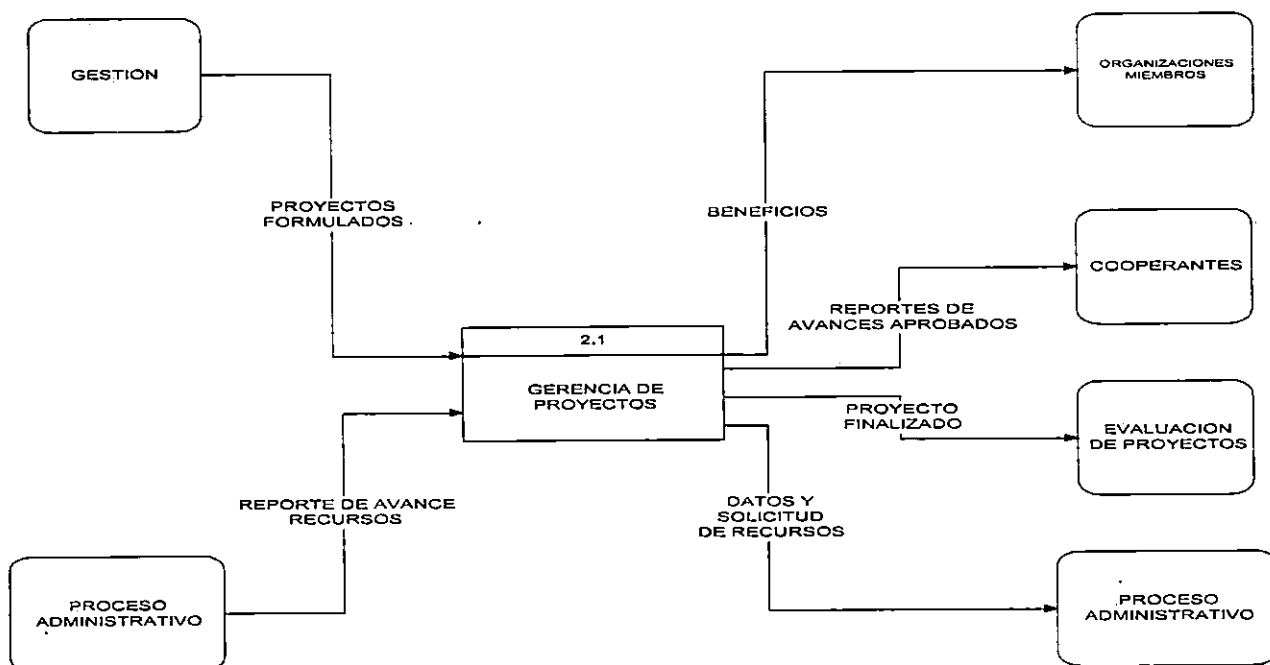 GESTION
ORGANIZACIONES
MIEMBROS
PROYECTOS
FORMULADOS
BENEFICIOS
COOPERANTES
REPORTES DE
AVANCES APROBADOS
2.1
GERENCIA DE
PROYECTOS
PROYECTO
FINALIZADO
EVALUACION
DE PROYECTOS
REPORTE DE AVANCE
RECURSOS
DATOS Y
SOLICITUD
DE RECURSOS
PROCESO
ADMINISTRATIVO
PROCESO
ADMINISTRATIVO